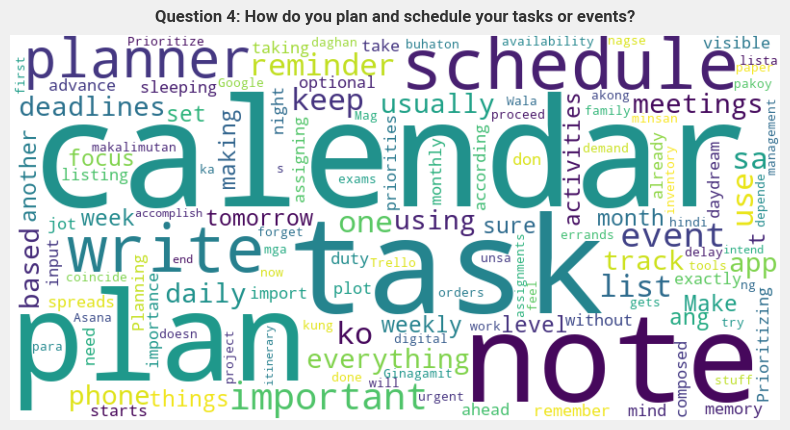 Question 4: How do you plan and schedule your tasks or events?
first
Prioritize
planner
taking
daghan
take
buhaton
availability
nagse
visible
lista
paper
pakoy
advance
sleeping
Google
reminder
optional
schedule
deadlines
set
night
keep
Mag
usually
Wala
proceed
akong
family
minsan
meetings
management
calendar
makalimutan
focus
listing
making
assigning
ka
s
exams
priorities
monthly
according
don
activities
demand
already
inventory
daydream
sa
use
depende
another
jot
week
accomplish
tomorrow
forget
one
using
sure
month
hindi
t
based
input
write
end
mga
now
duty
Trello
unsa
task
errands
event
delay
intend
coincide
Planning
importance
daily
import
plot
orders
assignments
feel
track
list
app
exactly
tools
ng
spreads
Asana
need
doesn
project
itinerary
kung
ko
weekly
work
level
without
gets
Make
ang
try
Prioritizing
para
plan
everything
digital
note
composed
stuff
phone
things
starts
important
done
will
Ginagamit
urgent
ahead
remember
mind
memory